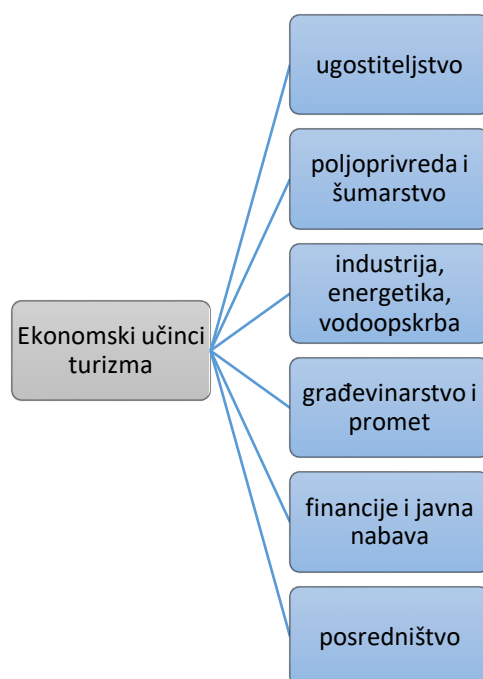 ugostiteljstvo
poljoprivreda i
šumarstvo
industrija,
energetika,
vodoopskrba
Ekonomski učinci
turizma
građevinarstvo i
promet
financije i javna
nabava
posredništvo